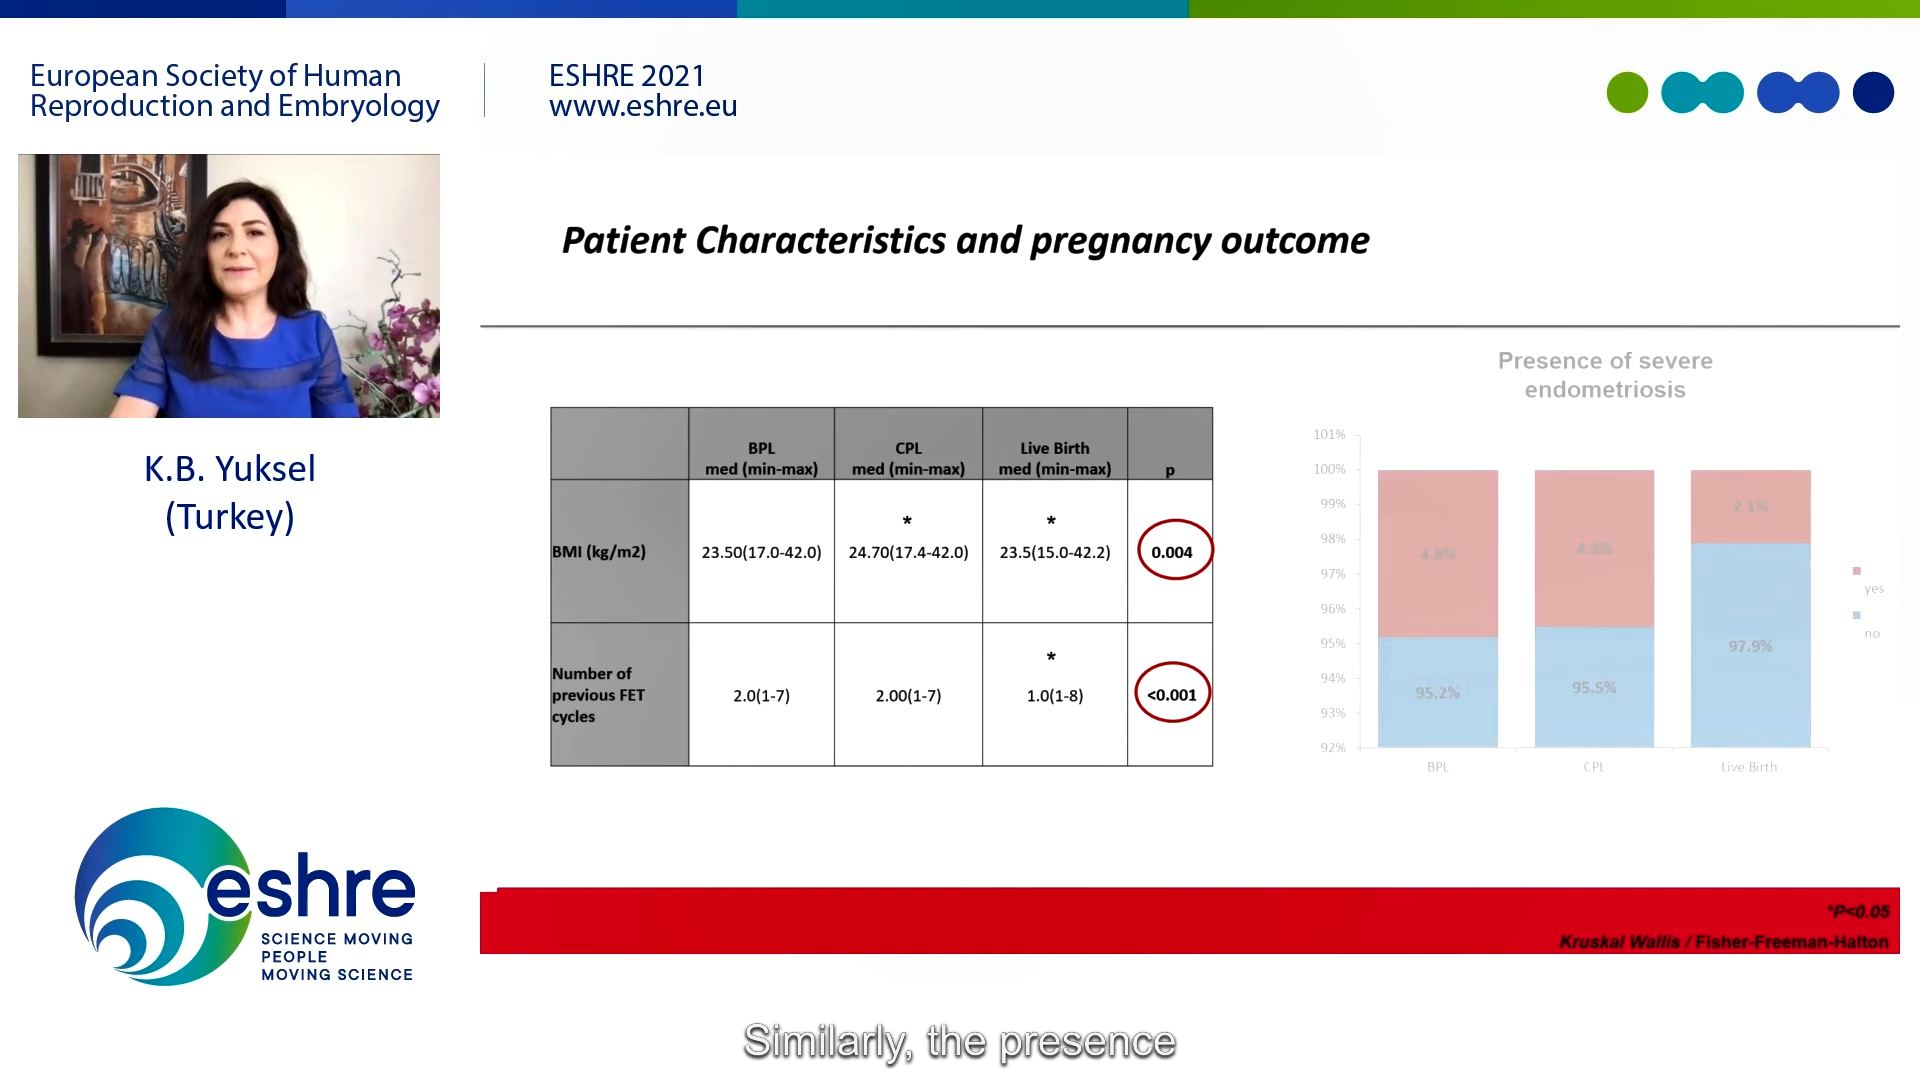 European Society of Human
Reproduction and Embryology
ESHRE 2021
www.eshre.eu
K.B. Yuksel
(Turkey)
eshre
SCIENCE MOVING
PEOPLE
MOVING SCIENCE
Patient Characteristics and pregnancy outcome
BPL med (min-max) CPL med (min-max) Live Birth med (min-max) p
* *
BMI (kg/m2) 23.50(17.0-42.0) 24.70(17.4-42.0) 23.5(15.0-42.2) 0.004
*
Number of previous FET cycles 2.0(1-7) 2.00(1-7) 1.0(1-8) <0.001
Presence of severe
endometriosis
101%
100%
99%
98%
97%
96%
95%
94%
93%
92%
4.8% 4.5% 2.1%
95.2% 95.5% 97.9%
BPL CPL Live Birth
yes
no
*P<0.05
Kruskal Wallis / Fisher-Freeman-Halton
Similarly, the presence